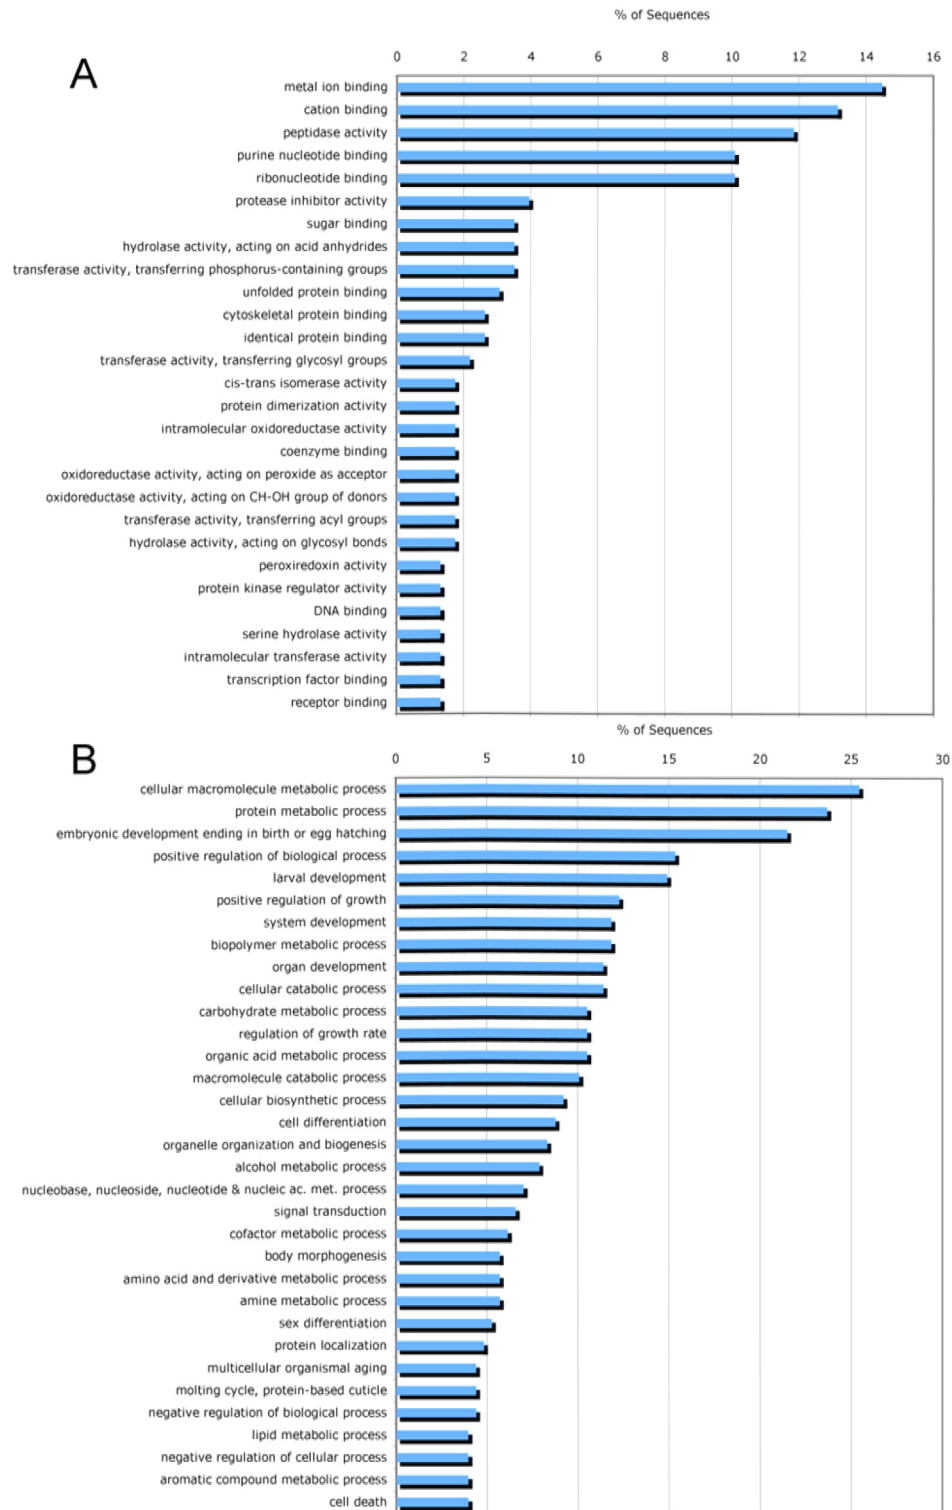 % of Sequences
0 2 4 6 8 10 12 14 16
A
metal ion binding
cation binding
peptidase activity
purine nucleotide binding
ribonucleotide binding
protease inhibitor activity
sugar binding
hydrolase activity, acting on acid anhydrides
transferase activity, transferring phosphorus-containing groups
unfolded protein binding
cytoskeletal protein binding
identical protein binding
transferase activity, transferring glycosyl groups
cis-trans isomerase activity
protein dimerization activity
intramolecular oxidoreductase activity
coenzyme binding
oxidoreductase activity, acting on peroxide as acceptor
oxidoreductase activity, acting on CH-OH group of donors
transferase activity, transferring acyl groups
hydrolase activity, acting on glycosyl bonds
peroxiredoxin activity
protein kinase regulator activity
DNA binding
serine hydrolase activity
intramolecular transferase activity
transcription factor binding
receptor binding
% of Sequences
B
0 5 10 15 20 25 30
cellular macromolecule metabolic process
protein metabolic process
embryonic development ending in birth or egg hatching
positive regulation of biological process
larval development
positive regulation of growth
system development
biopolymer metabolic process
organ development
cellular catabolic process
carbohydrate metabolic process
regulation of growth rate
organic acid metabolic process
macromolecule catabolic process
cellular biosynthetic process
cell differentiation
organelle organization and biogenesis
alcohol metabolic process
nucleobase, nucleoside, nucleotide & nucleic ac. met. process
signal transduction
cofactor metabolic process
body morphogenesis
amino acid and derivative metabolic process
amine metabolic process
sex differentiation
protein localization
multicellular organismal aging
molting cycle, protein-based cuticle
negative regulation of biological process
lipid metabolic process
negative regulation of cellular process
aromatic compound metabolic process
cell death